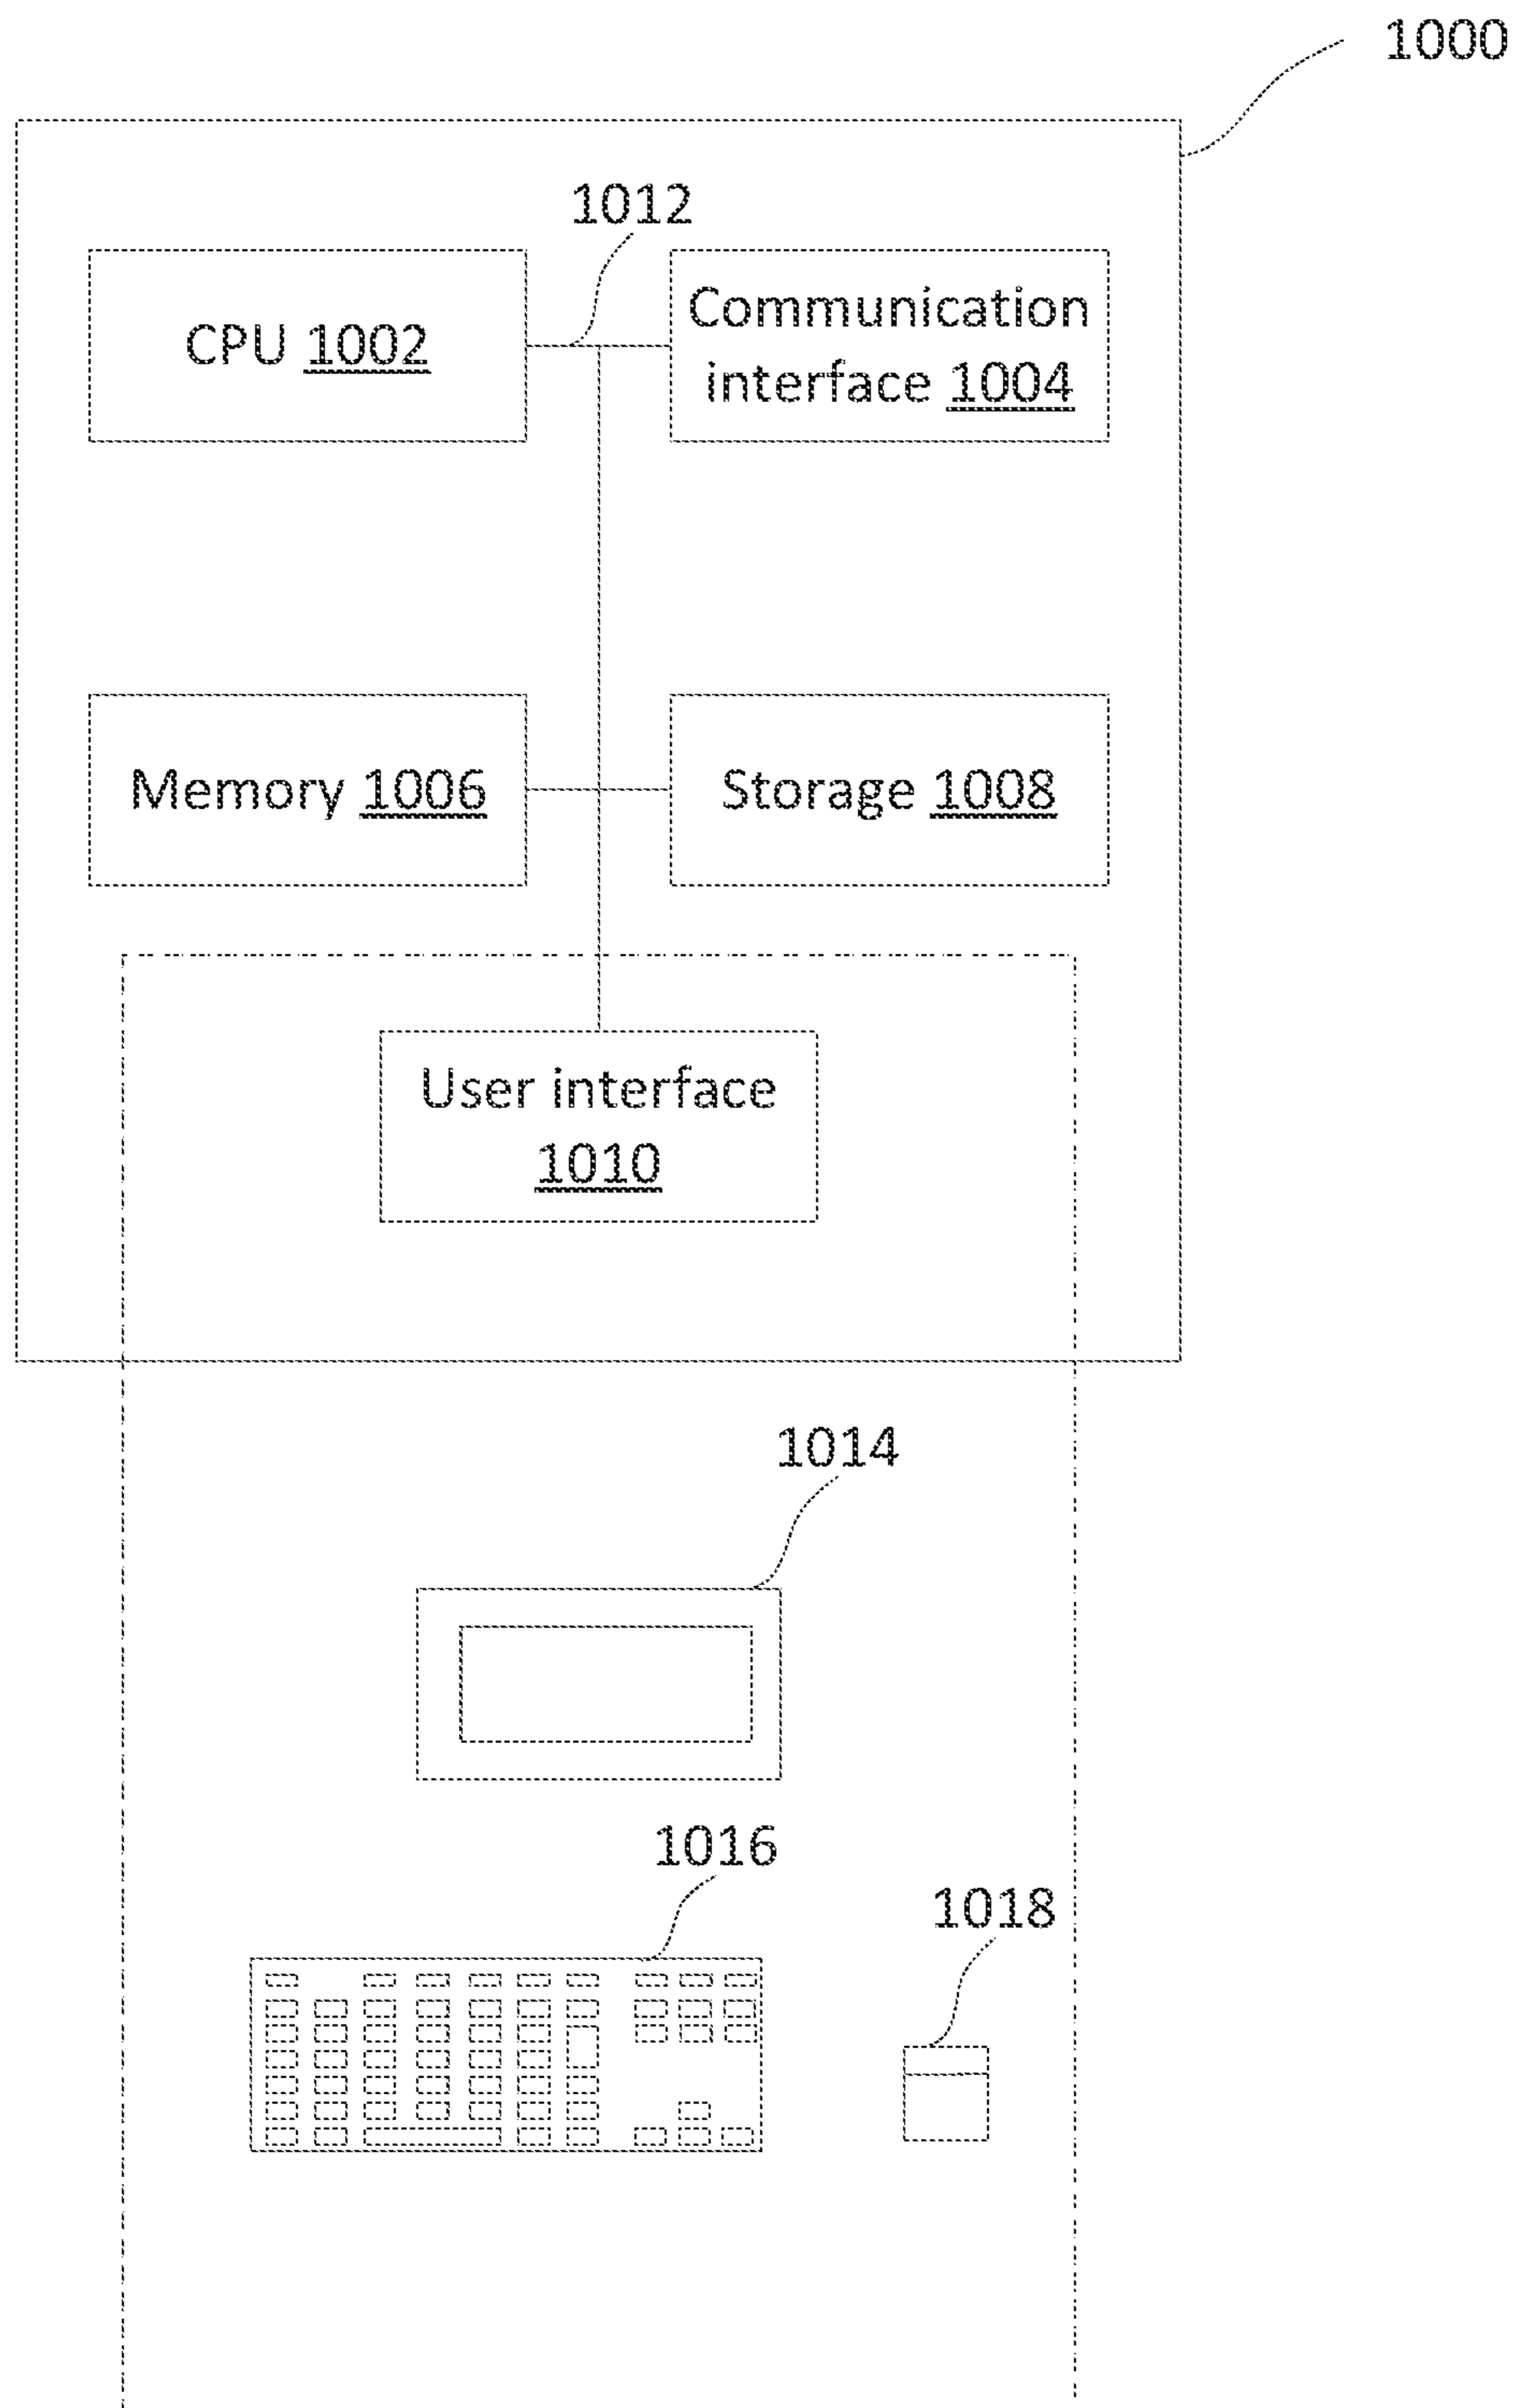 1000
1012
CPU 1002
Communication
interface 1004
Memory 1006
Storage 1008
User interface
1010
1014
1016
1018